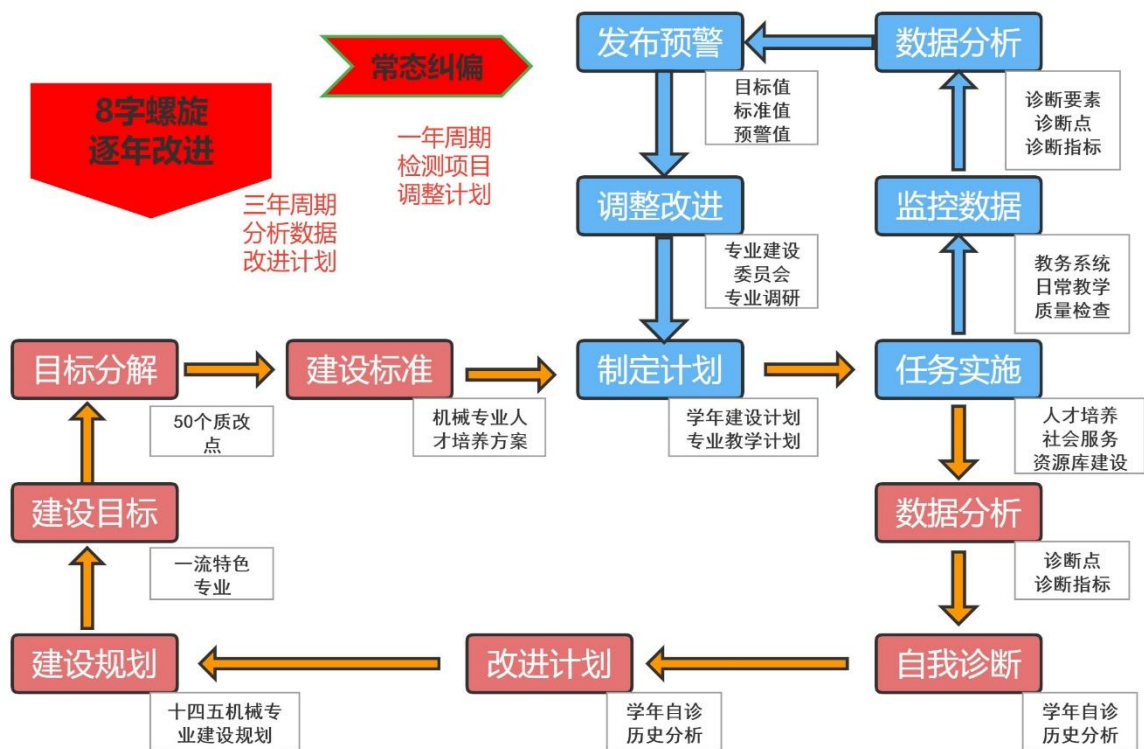 发布预警
数据分析
目标值
标准值
预警值
诊断要素
诊断点
诊断指标
常态纠偏
8字螺旋
逐年改进
一年周期
检测项目
调整计划
三年周期
分析数据
改进计划
调整改进
监控数据
专业建设
委员会
专业调研
教务系统
日常教学
质量检查
目标分解
建设标准
制定计划
任务实施
50个质改
点
机械专业人
才培养方案
学年建设计划
专业教学计划
人才培养
社会服务
资源库建设
建设目标
数据分析
一流特色
专业
诊断点
诊断指标
建设规划
改进计划
自我诊断
十四五机械专
业建设规划
学年自诊
历史分析
学年自诊
历史分析